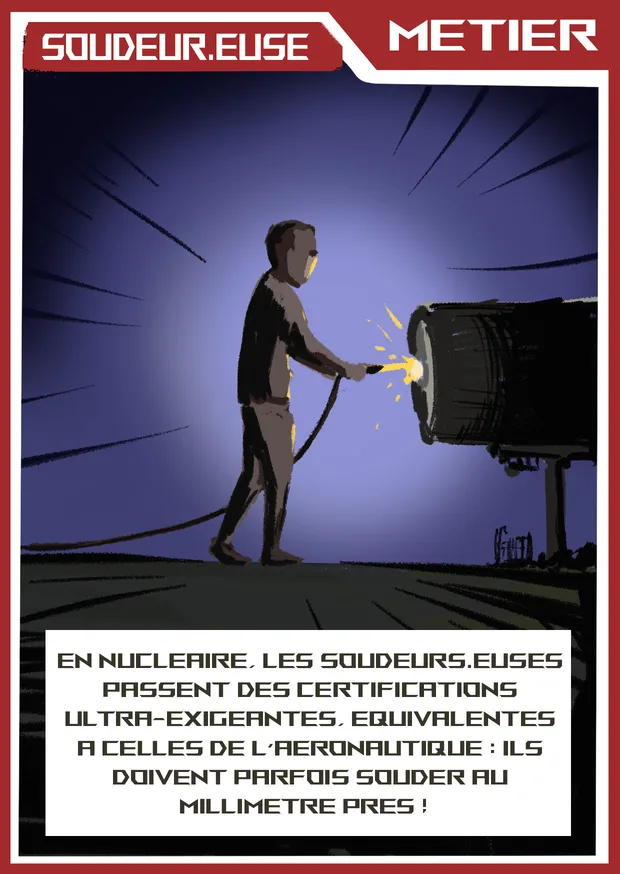 SOUDEUR.EUSE
METIER
EN NUCLEAIRE, LES SOUDEURS.EUSES
PASSENT DES CERTIFICATIONS
ULTRA-EXIGEANTES, EQUIVALENTES
A CELLES DE L'AERONAUTIQUE : ILS
DOIVENT PARFOIS SOUDER AU
MILLIMETRE PRES !